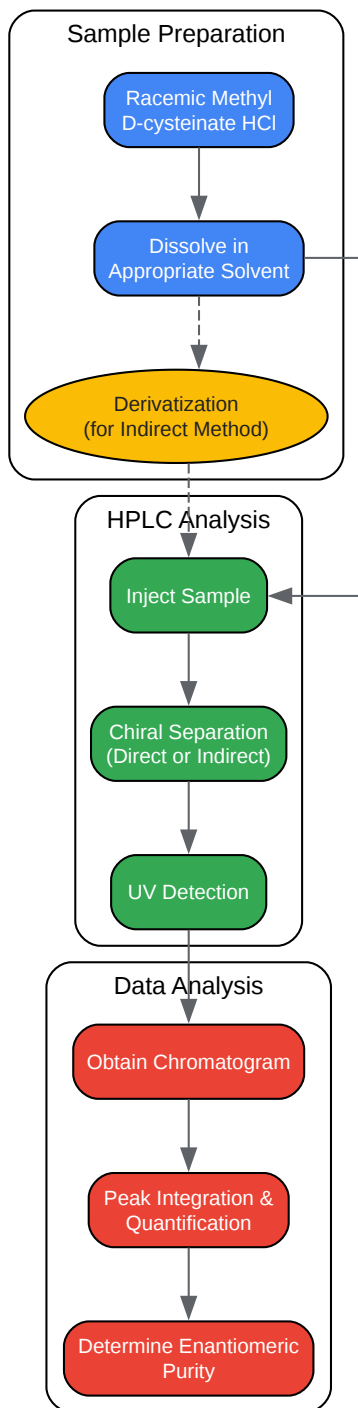 Sample Preparation
Racemic Methyl
D-cysteinate HCl
Dissolve in
Appropriate Solvent
Derivatization
(for Indirect Method)
HPLC Analysis
Inject Sample
Chiral Separation
(Direct or Indirect)
UV Detection
Data Analysis
Obtain Chromatogram
Peak Integration &
Quantification
Determine Enantiomeric
Purity